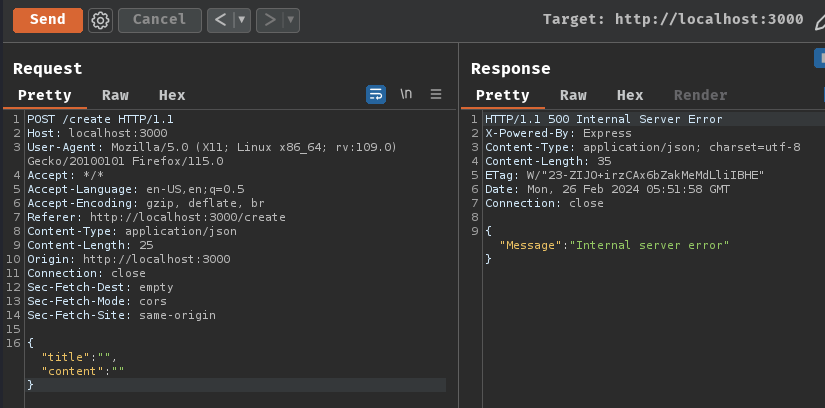 Send Cancel < > Target: http://localhost:3000
Request
Pretty Raw Hex \n
1 POST /create HTTP/1.1
2 Host: localhost:3000
3 User-Agent: Mozilla/5.0 (X11; Linux x86_64; rv:109.0)
Gecko/20100101 Firefox/115.0
4 Accept: */*
5 Accept-Language: en-US,en;q=0.5
6 Accept-Encoding: gzip, deflate, br
7 Referer: http://localhost:3000/create
8 Content-Type: application/json
9 Content-Length: 25
10 Origin: http://localhost:3000
11 Connection: close
12 Sec-Fetch-Dest: empty
13 Sec-Fetch-Mode: cors
14 Sec-Fetch-Site: same-origin
15
16 {
"title":"",
"content":""
}
Response
Pretty Raw Hex Render
1 HTTP/1.1 500 Internal Server Error
2 X-Powered-By: Express
3 Content-Type: application/json; charset=utf-8
4 Content-Length: 35
5 ETag: W/"23-ZIJO+irzCAx6bZakMeMdLliIBHE"
6 Date: Mon, 26 Feb 2024 05:51:58 GMT
7 Connection: close
8
9 {
"Message":"Internal server error"
}